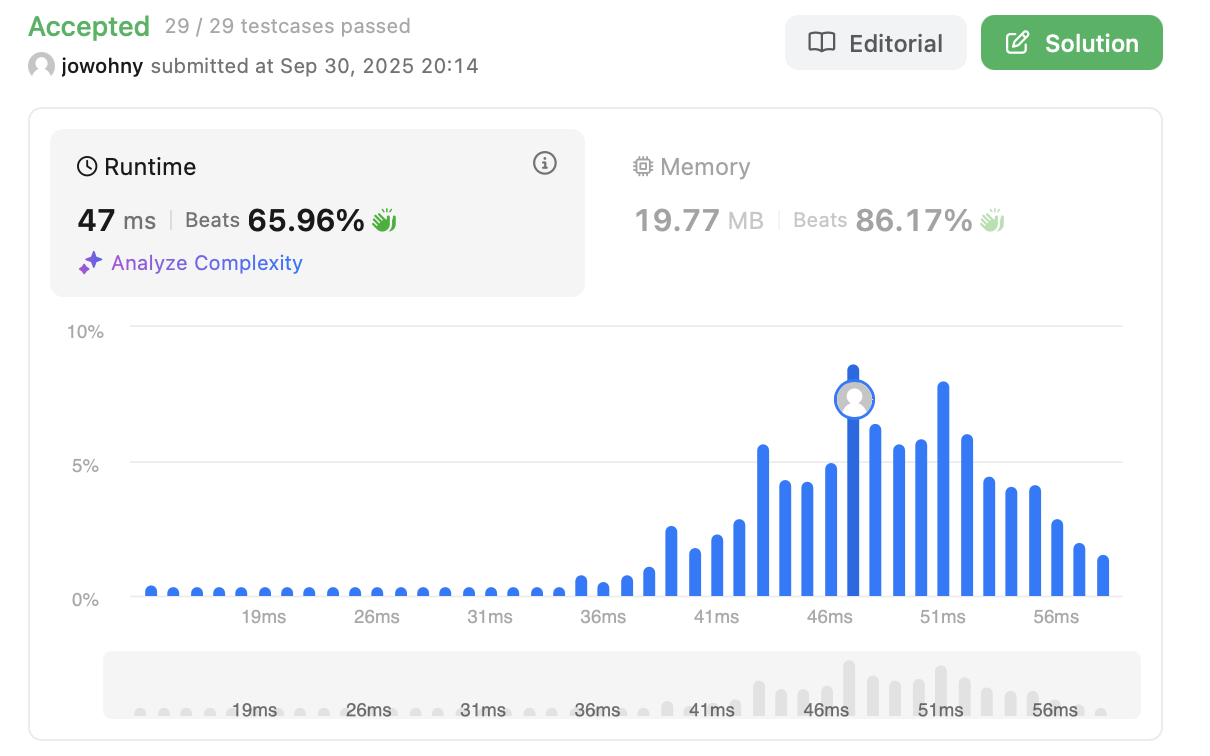 Accepted 29 / 29 testcases passed
Editorial
Solution
jowohny submitted at Sep 30, 2025 20:14
Runtime
47 ms | Beats 65.96%
Analyze Complexity
Memory
19.77 MB | Beats 86.17%
10%
5%
0%
19ms 26ms 31ms 36ms 41ms 46ms 51ms 56ms
19ms 26ms 31ms 36ms 41ms 46ms 51ms 56ms